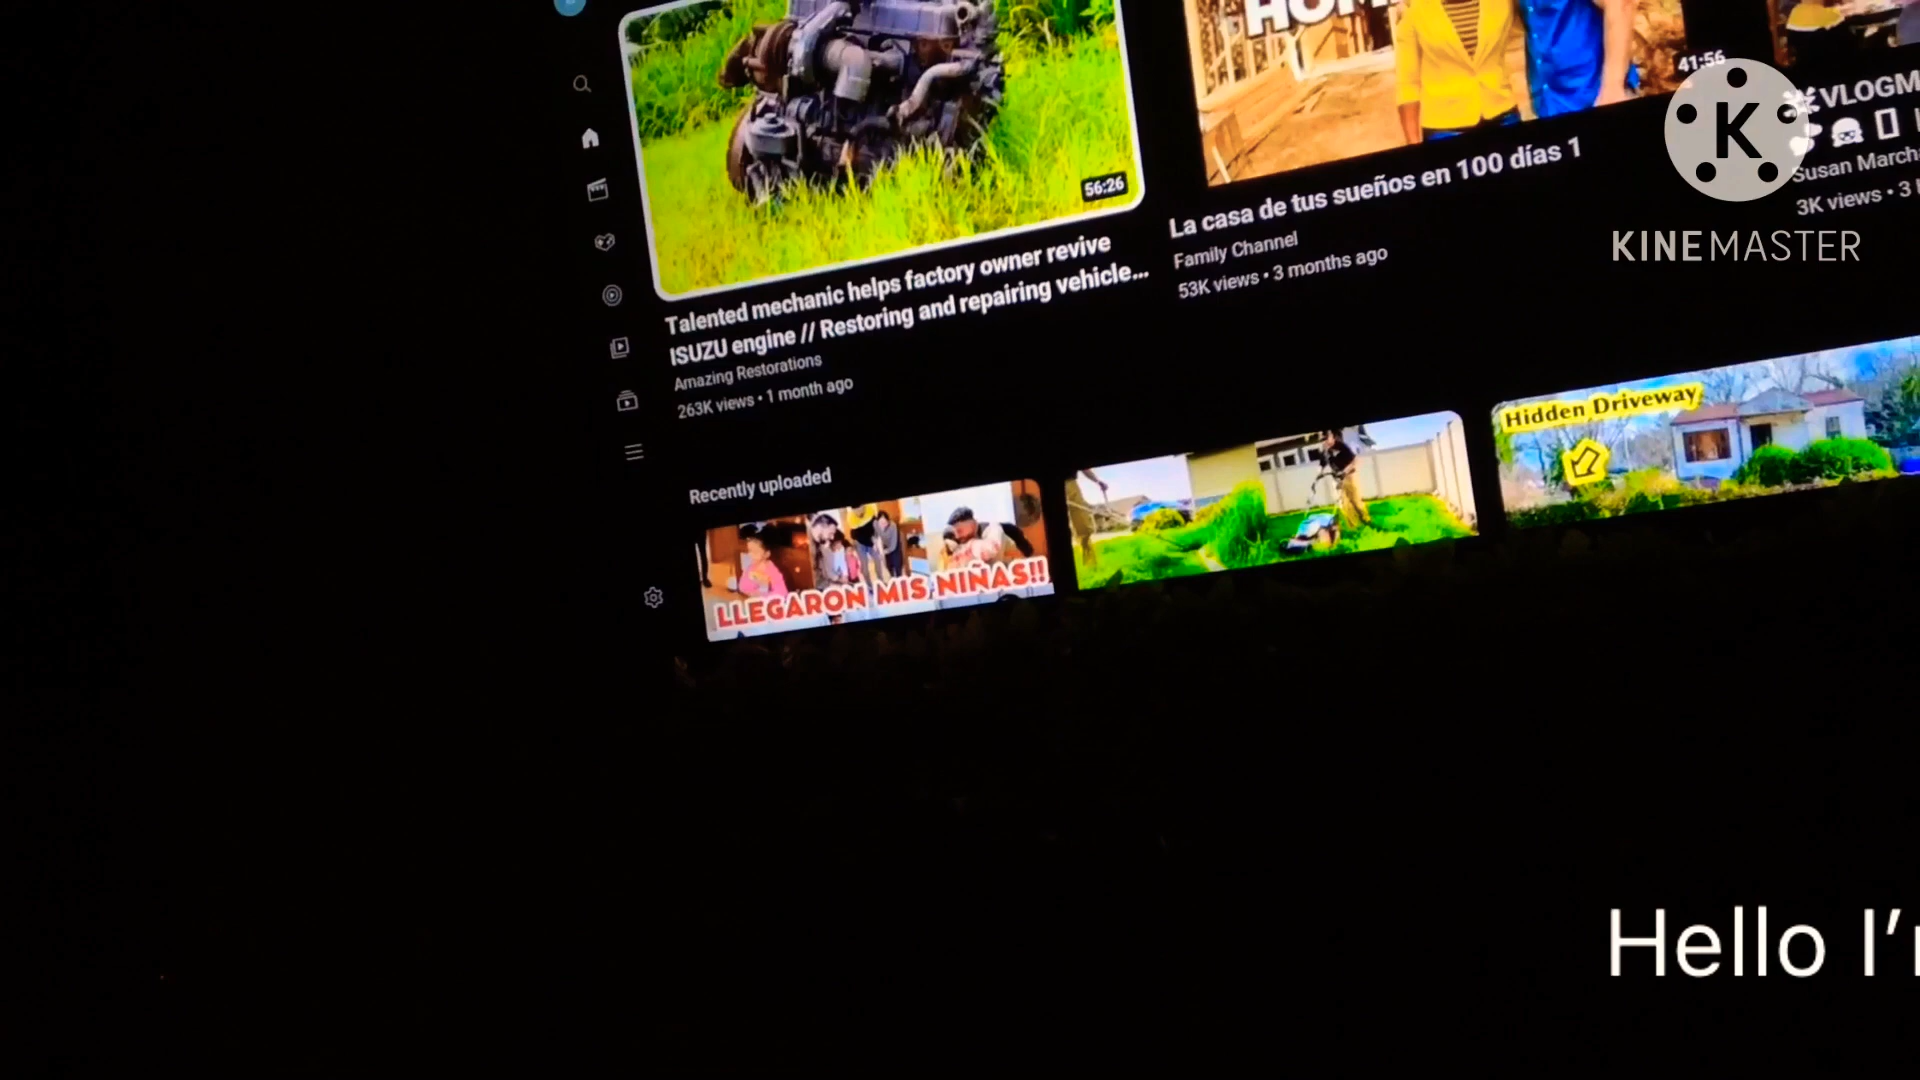 HOM
41:56
56:26
Talented mechanic helps factory owner revive
ISUZU engine // Restoring and repairing vehicle...
Amazing Restorations
263K views • 1 month ago
La casa de tus sueños en 100 días 1
Family Channel
53K views • 3 months ago
VLOGM
Susan March
3K views • 3
K
KINEMASTER
Recently uploaded
LLEGARON MIS NIÑAS!!
Hidden Driveway
Hello I'